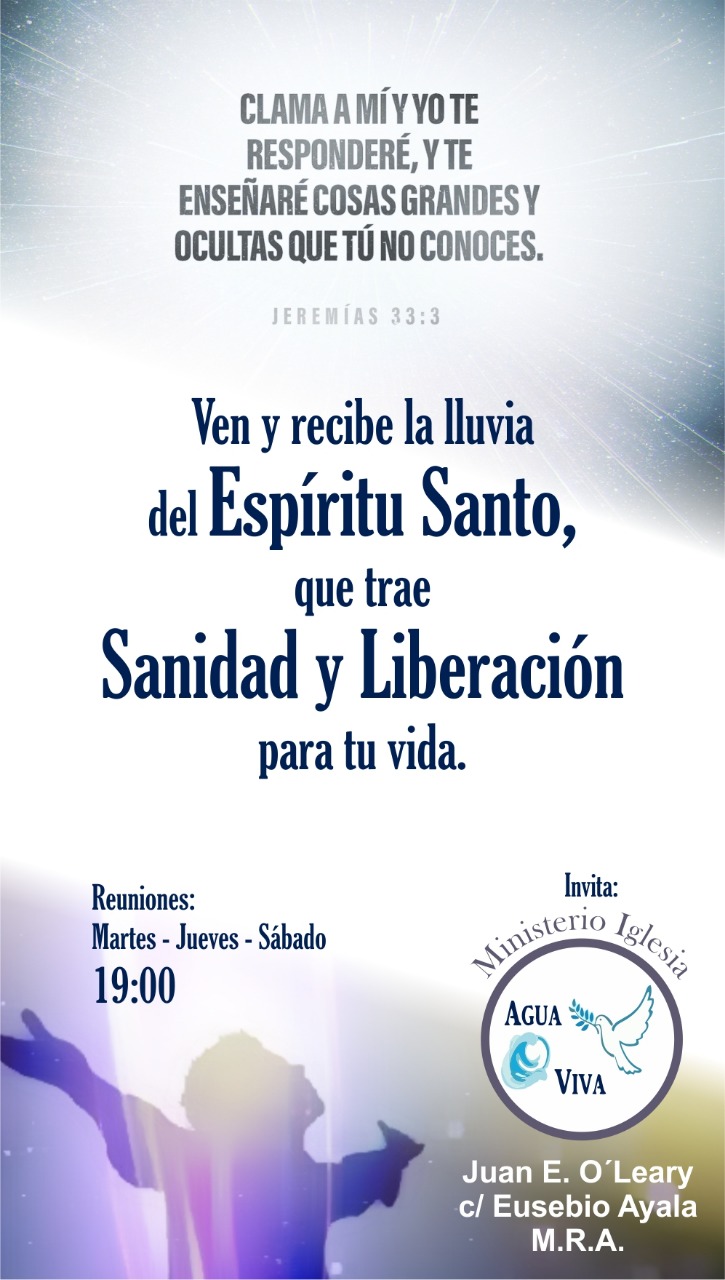 CLAMA A MÍ Y YO TE
RESPONDERÉ, Y TE
ENSEÑARÉ COSAS GRANDES Y
OCULTAS QUE TÚ NO CONOCES.
JEREMÍAS 33:3
Ven y recibe la lluvia
del Espíritu Santo,
que trae
Sanidad y Liberación
para tu vida.
Reuniones:
Martes - Jueves - Sábado
19:00
Invita:
Ministerio Iglesia
AGUA
VIVA
Juan E. O´Leary
c/ Eusebio Ayala
M.R.A.